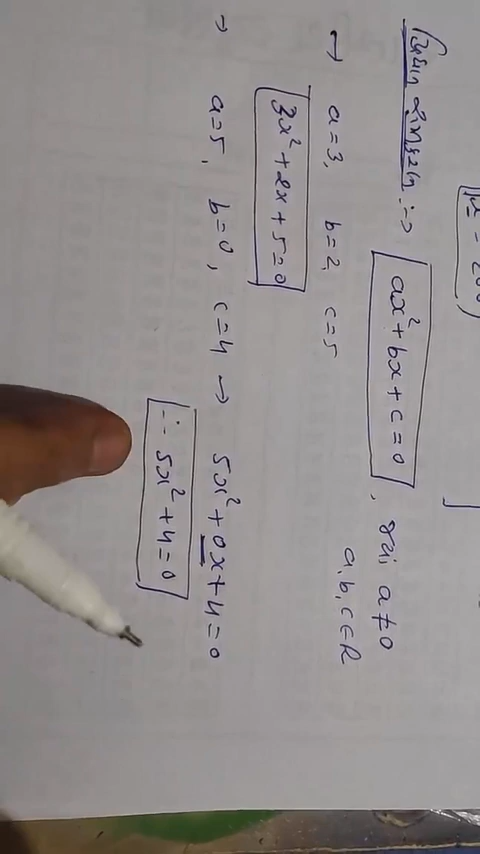 ax² + bx + c = 0 , a ≠ 0
a, b, c ∈ R
→ a = 3, b = 2, c = 5
3x² + 2x + 5 = 0
→ a = 5, b = 0, c = 4 → 5x² + 0x + 4 = 0
∴ 5x² + 4 = 0